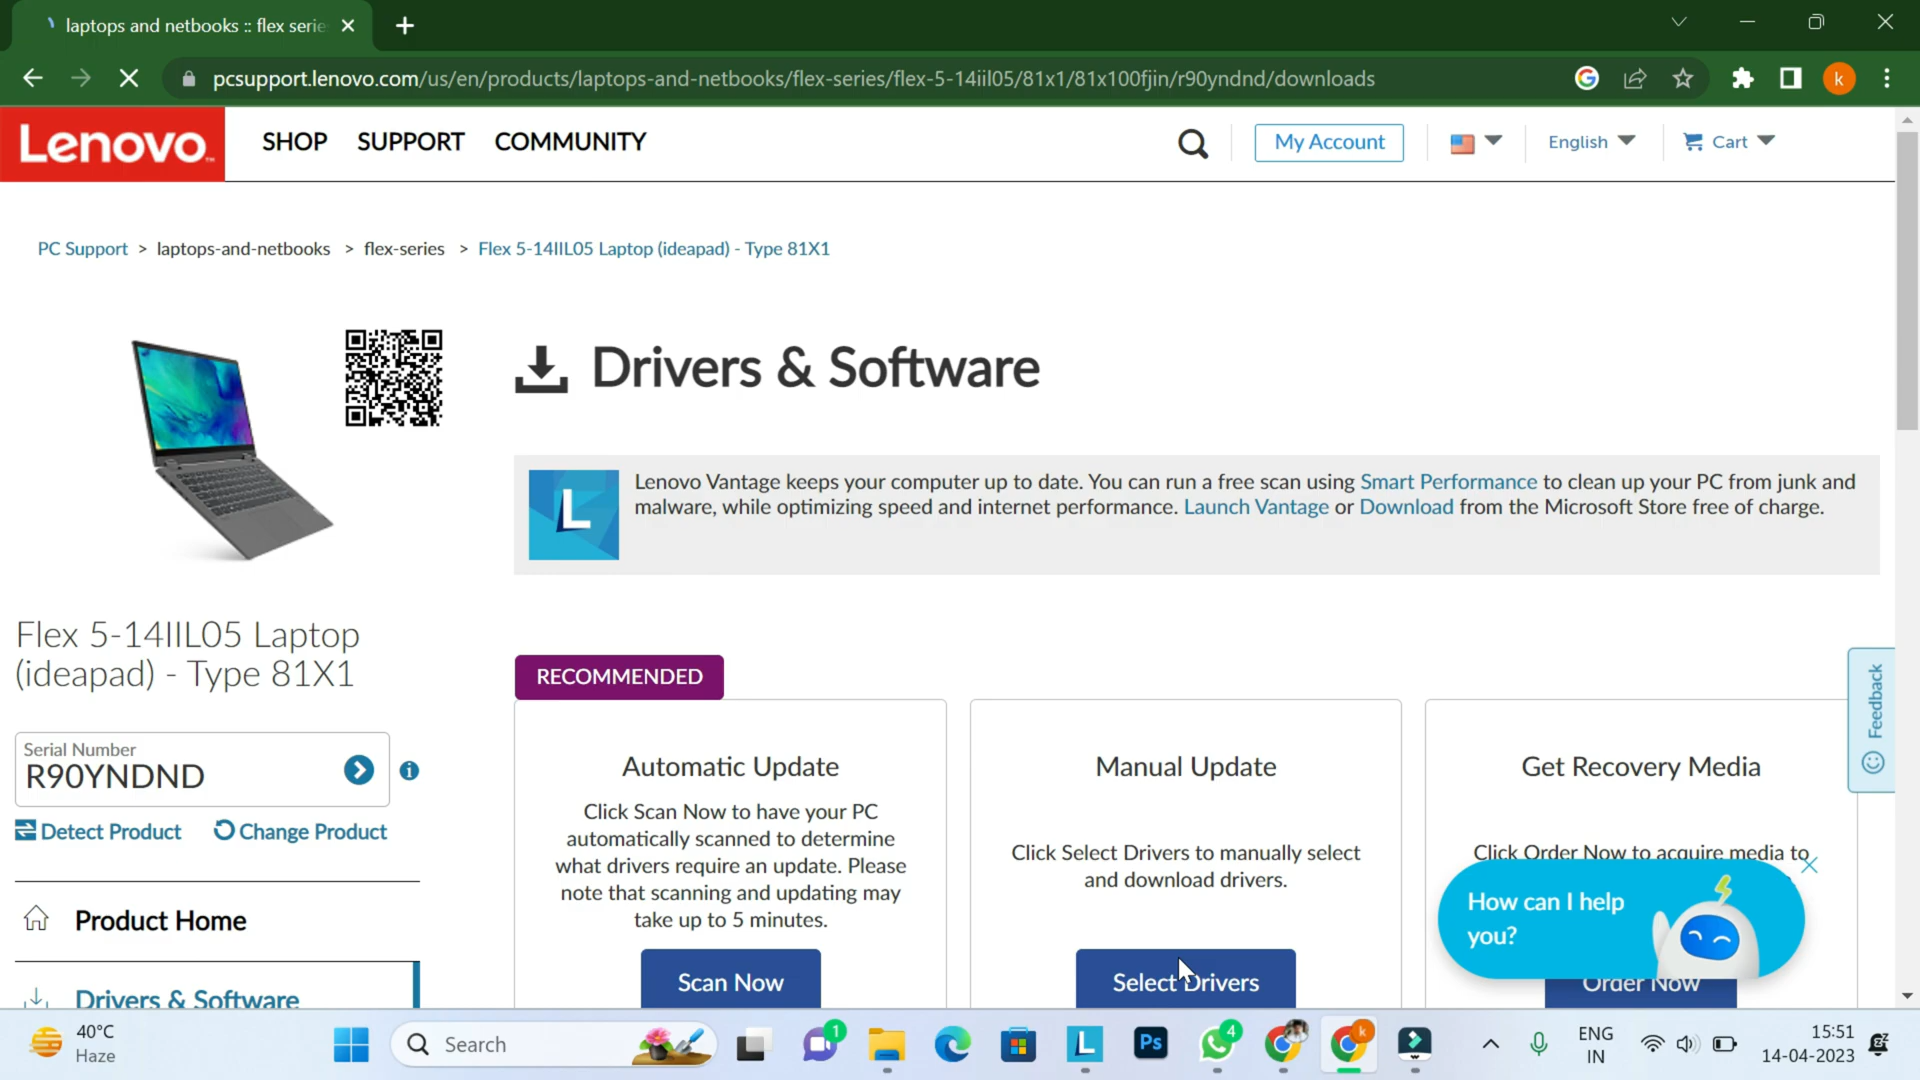 laptops and netbooks :: flex serie
pcsupport.lenovo.com/us/en/products/laptops-and-netbooks/flex-series/flex-5-14iil05/81x1/81x100fjin/r90yndnd/downloads
k
Lenovo
SHOP SUPPORT COMMUNITY
My Account
English
Cart
PC Support > laptops-and-netbooks > flex-series > Flex 5-14IIL05 Laptop (ideapad) - Type 81X1
Drivers & Software
L
Lenovo Vantage keeps your computer up to date. You can run a free scan using Smart Performance to clean up your PC from junk and
malware, while optimizing speed and internet performance. Launch Vantage or Download from the Microsoft Store free of charge.
Flex 5-14IIL05 Laptop
(ideapad) - Type 81X1
Serial Number
R90YNDND
Detect Product
Change Product
Product Home
Drivers & Software
RECOMMENDED
Automatic Update
Click Scan Now to have your PC
automatically scanned to determine
what drivers require an update. Please
note that scanning and updating may
take up to 5 minutes.
Scan Now
Manual Update
Click Select Drivers to manually select
and download drivers.
Select Drivers
Get Recovery Media
Click Order Now to acquire media to
Order Now
How can I help
you?
Feedback
40°C
Haze
Search
1
L
Ps
4
k
ENG
IN
15:51
14-04-2023